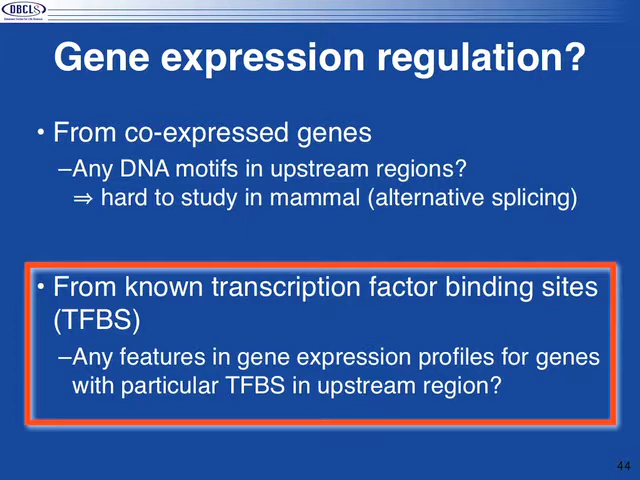 DBCLS
Gene expression regulation?
• From co-expressed genes
–Any DNA motifs in upstream regions?
⇒ hard to study in mammal (alternative splicing)
• From known transcription factor binding sites
(TFBS)
–Any features in gene expression profiles for genes
with particular TFBS in upstream region?
44